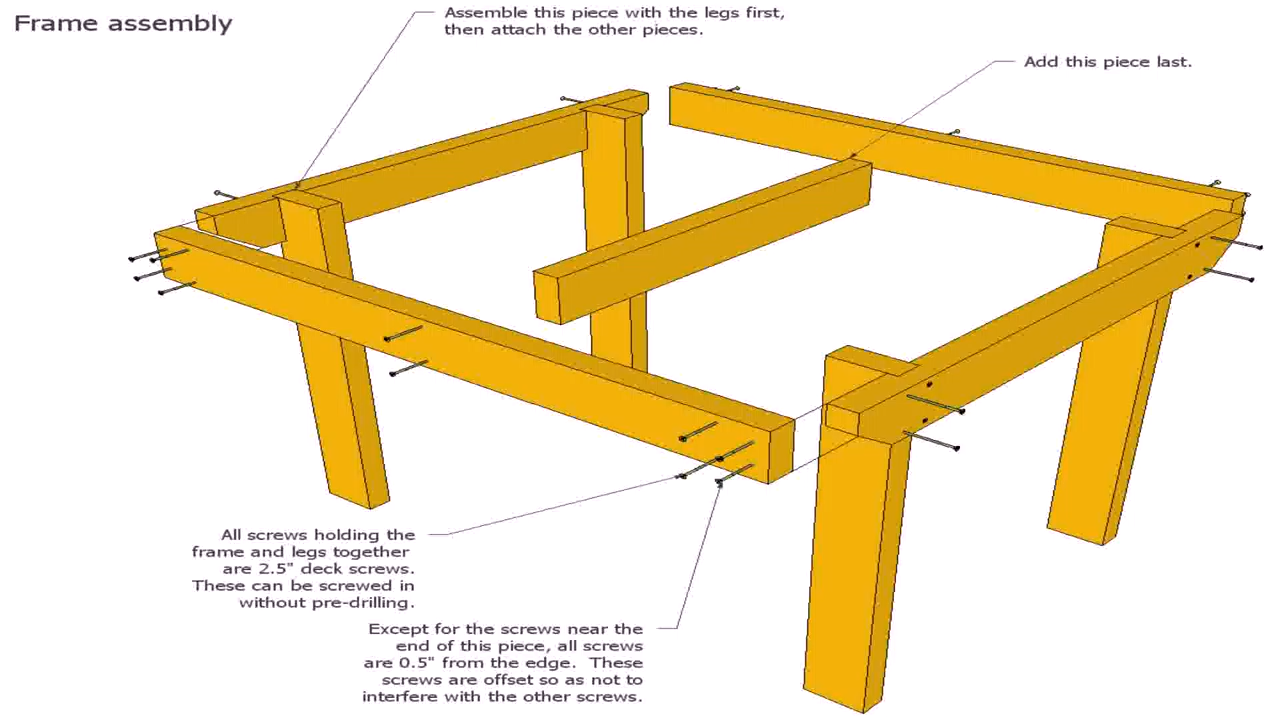 Frame assembly
Assemble this piece with the legs first,
then attach the other pieces.
Add this piece last.
All screws holding the
frame and legs together
are 2.5" deck screws.
These can be screwed in
without pre-drilling.
Except for the screws near the
end of this piece, all screws
are 0.5" from the edge.  These
screws are offset so as not to
interfere with the other screws.